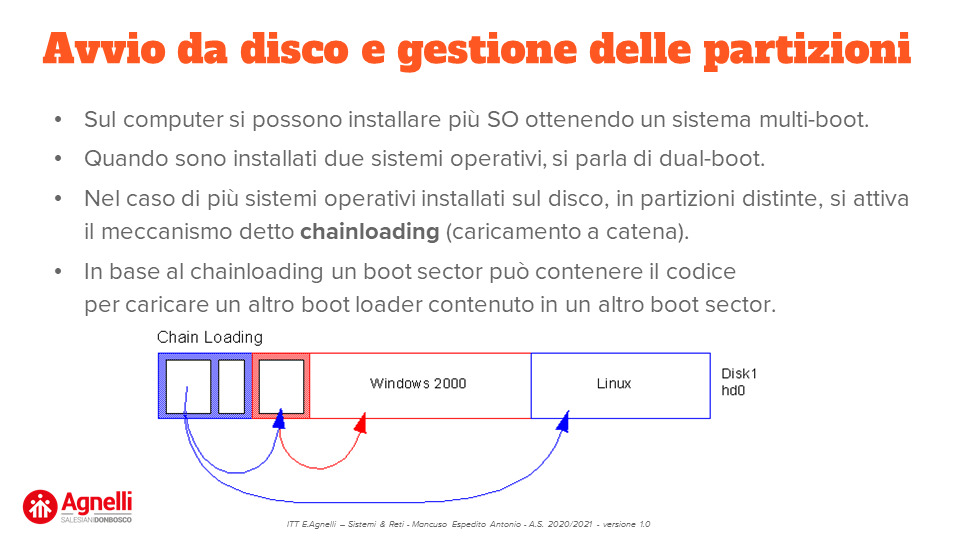 Avvio da disco e gestione delle partizioni
• Sul computer si possono installare più SO ottenendo un sistema multi-boot.
• Quando sono installati due sistemi operativi, si parla di dual-boot.
• Nel caso di più sistemi operativi installati sul disco, in partizioni distinte, si attiva
il meccanismo detto chainloading (caricamento a catena).
• In base al chainloading un boot sector può contenere il codice
per caricare un altro boot loader contenuto in un altro boot sector.
Chain Loading
Windows 2000
Linux
Disk1
hd0
Agnelli
SALESIANIDONBOSCO
ITT E.Agnelli – Sistemi & Reti - Mancuso Espedito Antonio - A.S. 2020/2021 - versione 1.0